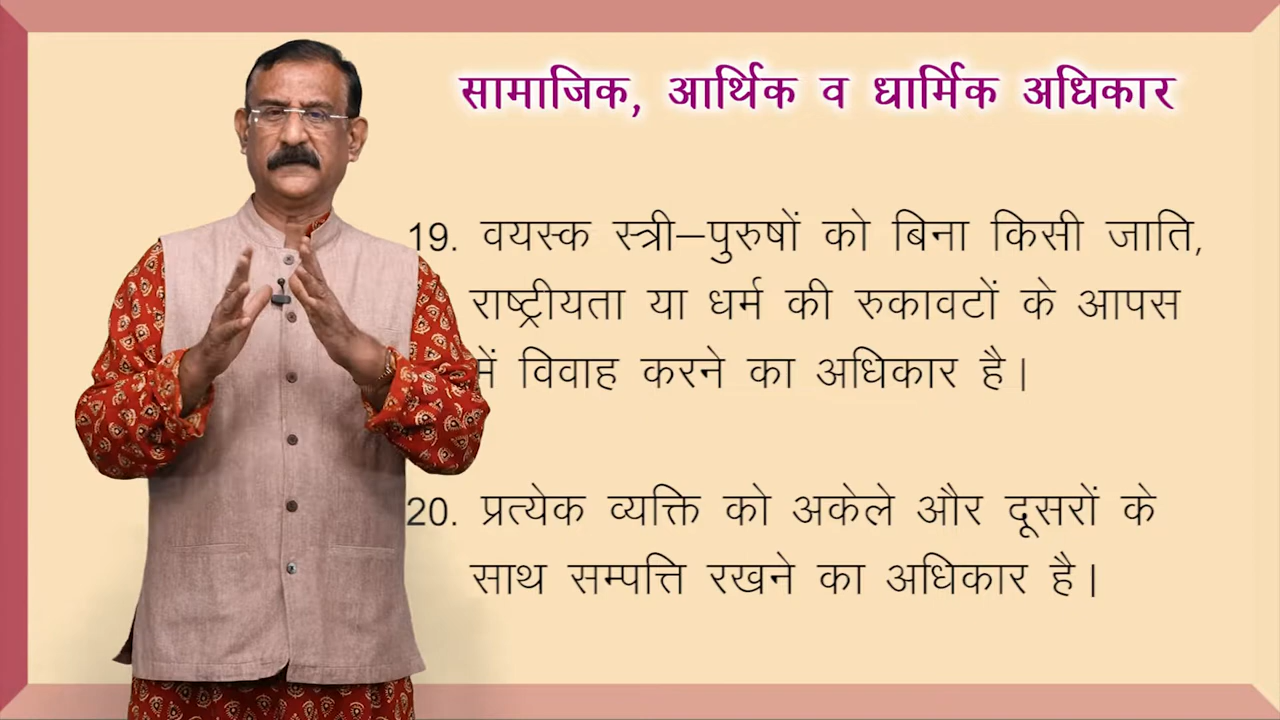 सामाजिक, आर्थिक व धार्मिक अधिकार
19. वयस्क स्त्री–पुरुषों को बिना किसी जाति,
राष्ट्रीयता या धर्म की रुकावटों के आपस
में विवाह करने का अधिकार है।
20. प्रत्येक व्यक्ति को अकेले और दूसरों के
साथ सम्पत्ति रखने का अधिकार है।